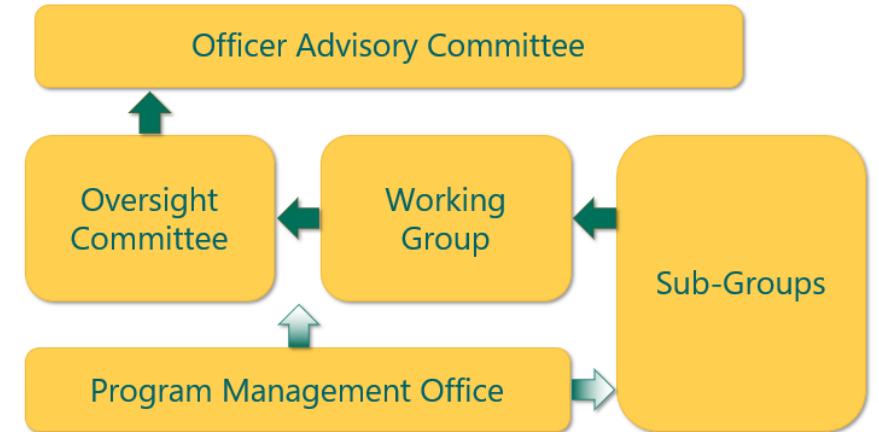 Officer Advisory Committee
Oversight
Committee
Working
Group
Sub-Groups
Program Management Office